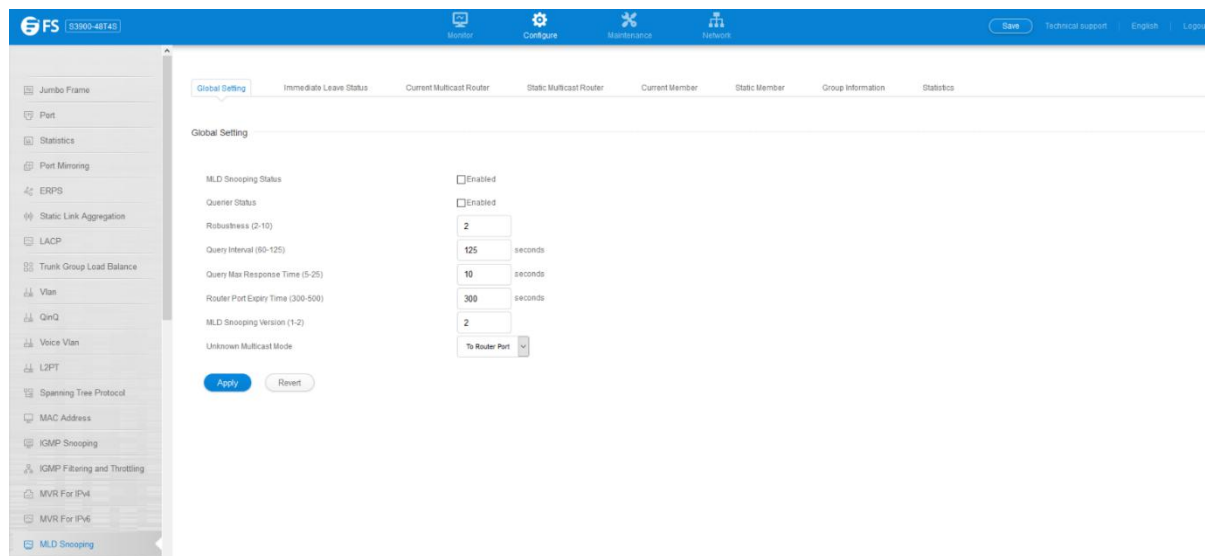 FS S3900-48T4S
Monitor
Configure
Maintenance
Network
Save
Technical support
English
Logou
Jumbo Frame
Port
Statistics
Port Mirroring
ERPS
Static Link Aggregation
LACP
Trunk Group Load Balance
Vlan
QinQ
Voice Vlan
L2PT
Spanning Tree Protocol
MAC Address
IGMP Snooping
IGMP Filtering and Throttling
MVR For IPv4
MVR For IPv6
MLD Snooping
Global Setting
Immediate Leave Status
Current Multicast Router
Static Multicast Router
Current Member
Static Member
Group Information
Statistics
Global Setting
MLD Snooping Status Enabled
Querier Status Enabled
Robustness (2-10) 2
Query Interval (60-125) 125 seconds
Query Max Response Time (5-25) 10 seconds
Router Port Expiry Time (300-500) 300 seconds
MLD Snooping Version (1-2) 2
Unknown Multicast Mode To Router Port
Apply Revert